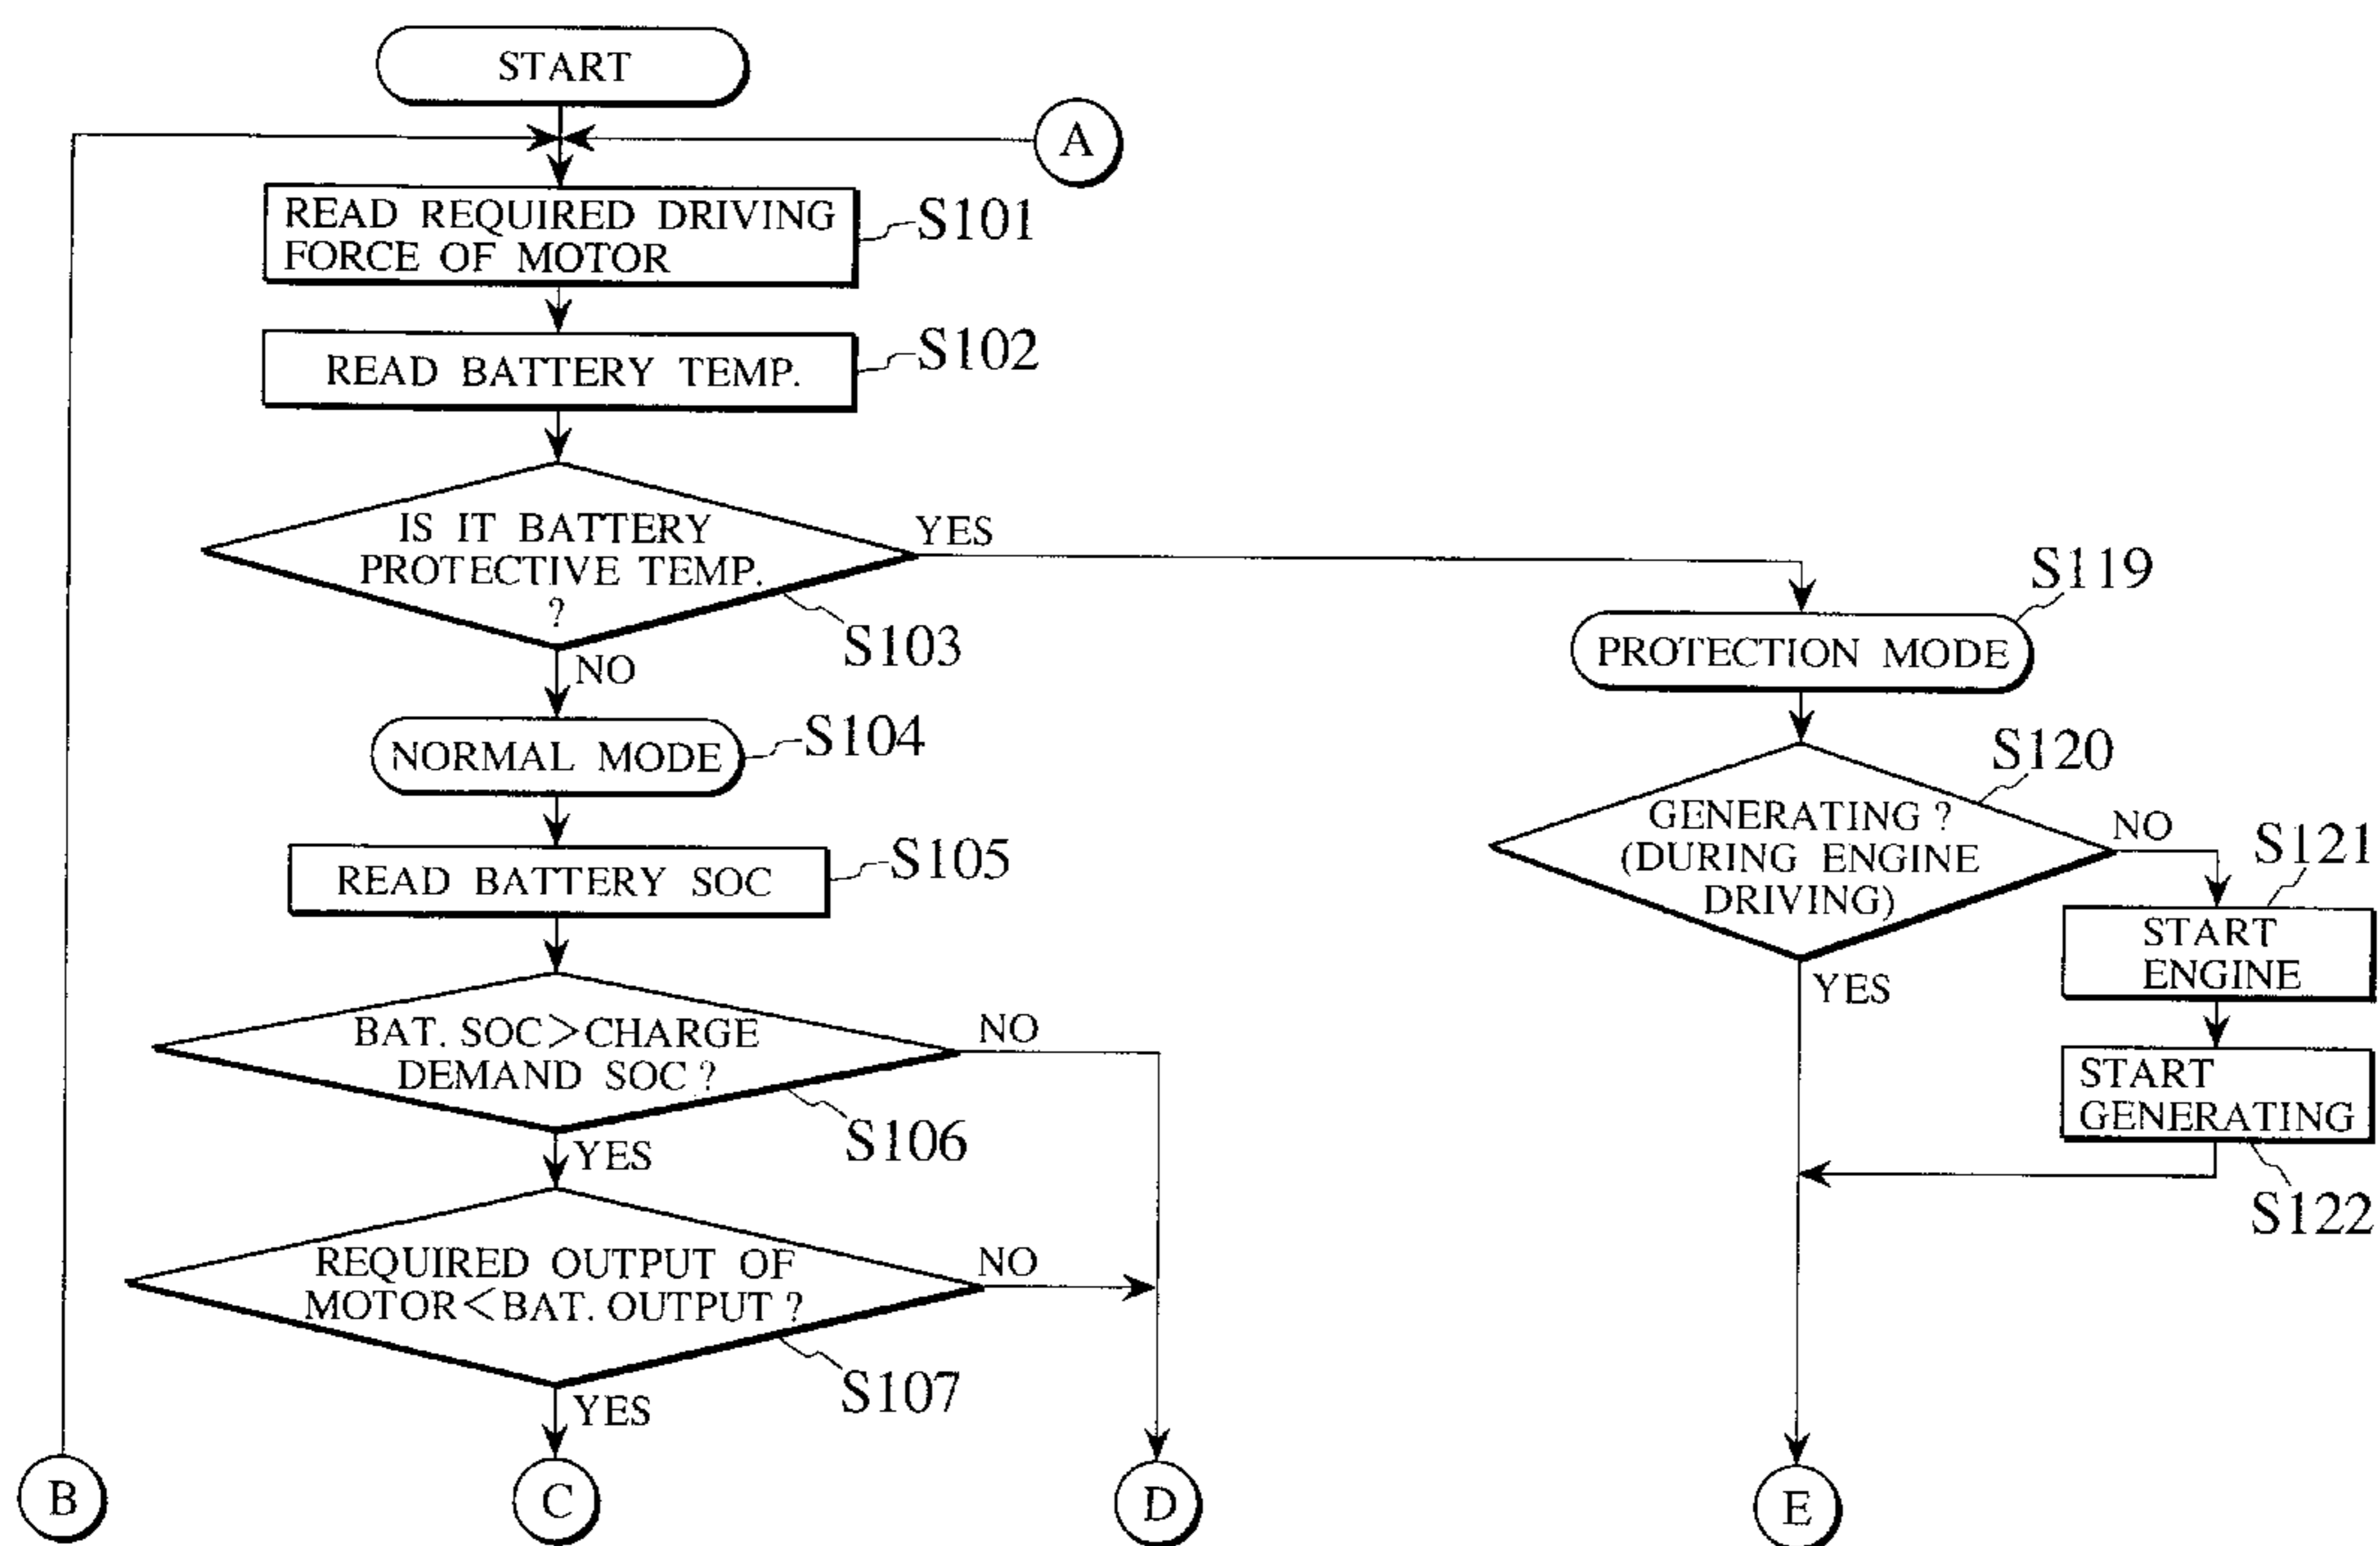 START
A
READ REQUIRED DRIVING
FORCE OF MOTOR
S101
READ BATTERY TEMP.
S102
IS IT BATTERY
PROTECTIVE TEMP.
?
YES
S103
NO
NORMAL MODE
S104
READ BATTERY SOC
S105
BAT. SOC>CHARGE
DEMAND SOC?
NO
S106
YES
REQUIRED OUTPUT OF
MOTOR<BAT. OUTPUT?
NO
S107
YES
S119
PROTECTION MODE
S120
GENERATING?
(DURING ENGINE
DRIVING)
NO
YES
S121
START
ENGINE
START
GENERATING
S122
B
C
D
E